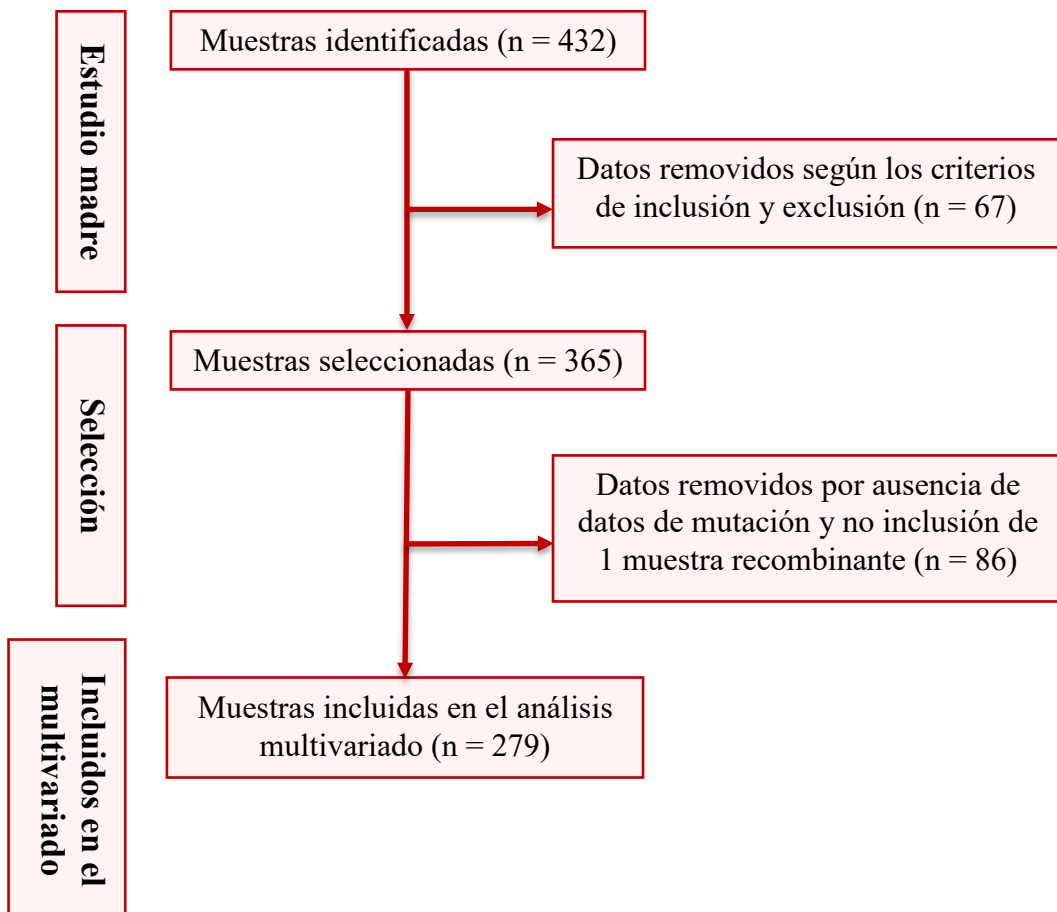 Estudio madre
Muestras identificadas (n = 432)
Datos removidos según los criterios
de inclusión y exclusión (n = 67)
Selección
Muestras seleccionadas (n = 365)
Datos removidos por ausencia de
datos de mutación y no inclusión de
1 muestra recombinante (n = 86)
Incluidos en el
multivariado
Muestras incluidas en el análisis
multivariado (n = 279)